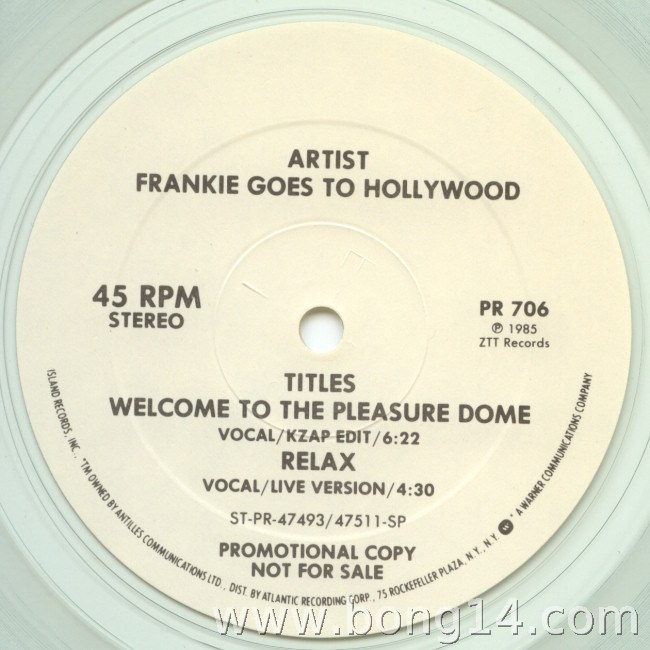 ARTIST
FRANKIE GOES TO HOLLYWOOD
45 RPM
STEREO
PR 706
℗ 1985
ZTT Records
TITLES
WELCOME TO THE PLEASURE DOME
VOCAL/KZAP EDIT/6:22
RELAX
VOCAL/LIVE VERSION/4:30
ST-PR-47493/47511-SP
PROMOTIONAL COPY
NOT FOR SALE
ISLAND RECORDS, INC., *TM OWNED BY ANTILLES COMMUNICATIONS LTD., DIST. BY ATLANTIC RECORDING CORP., 75 ROCKEFELLER PLAZA, N.Y., N.Y. W * A WARNER COMMUNICATIONS COMPANY
www.bong14.com